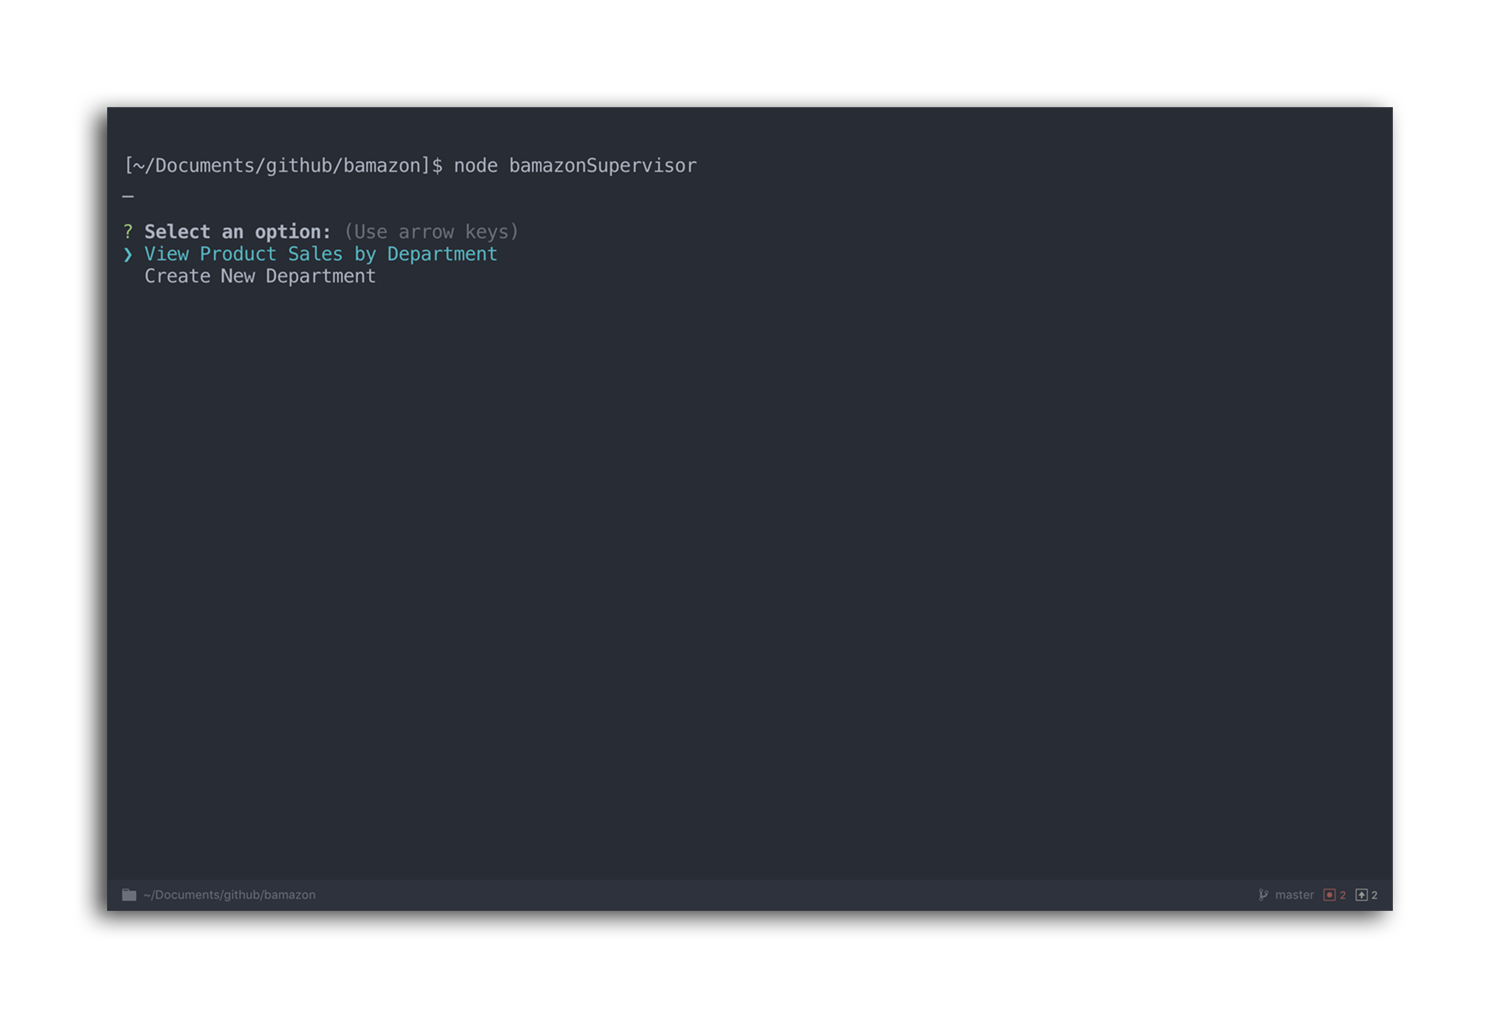 [~/Documents/github/bamazon]$ node bamazonSupervisor
_
? Select an option: (Use arrow keys)
❯ View Product Sales by Department
Create New Department
~/Documents/github/bamazon master 2 2